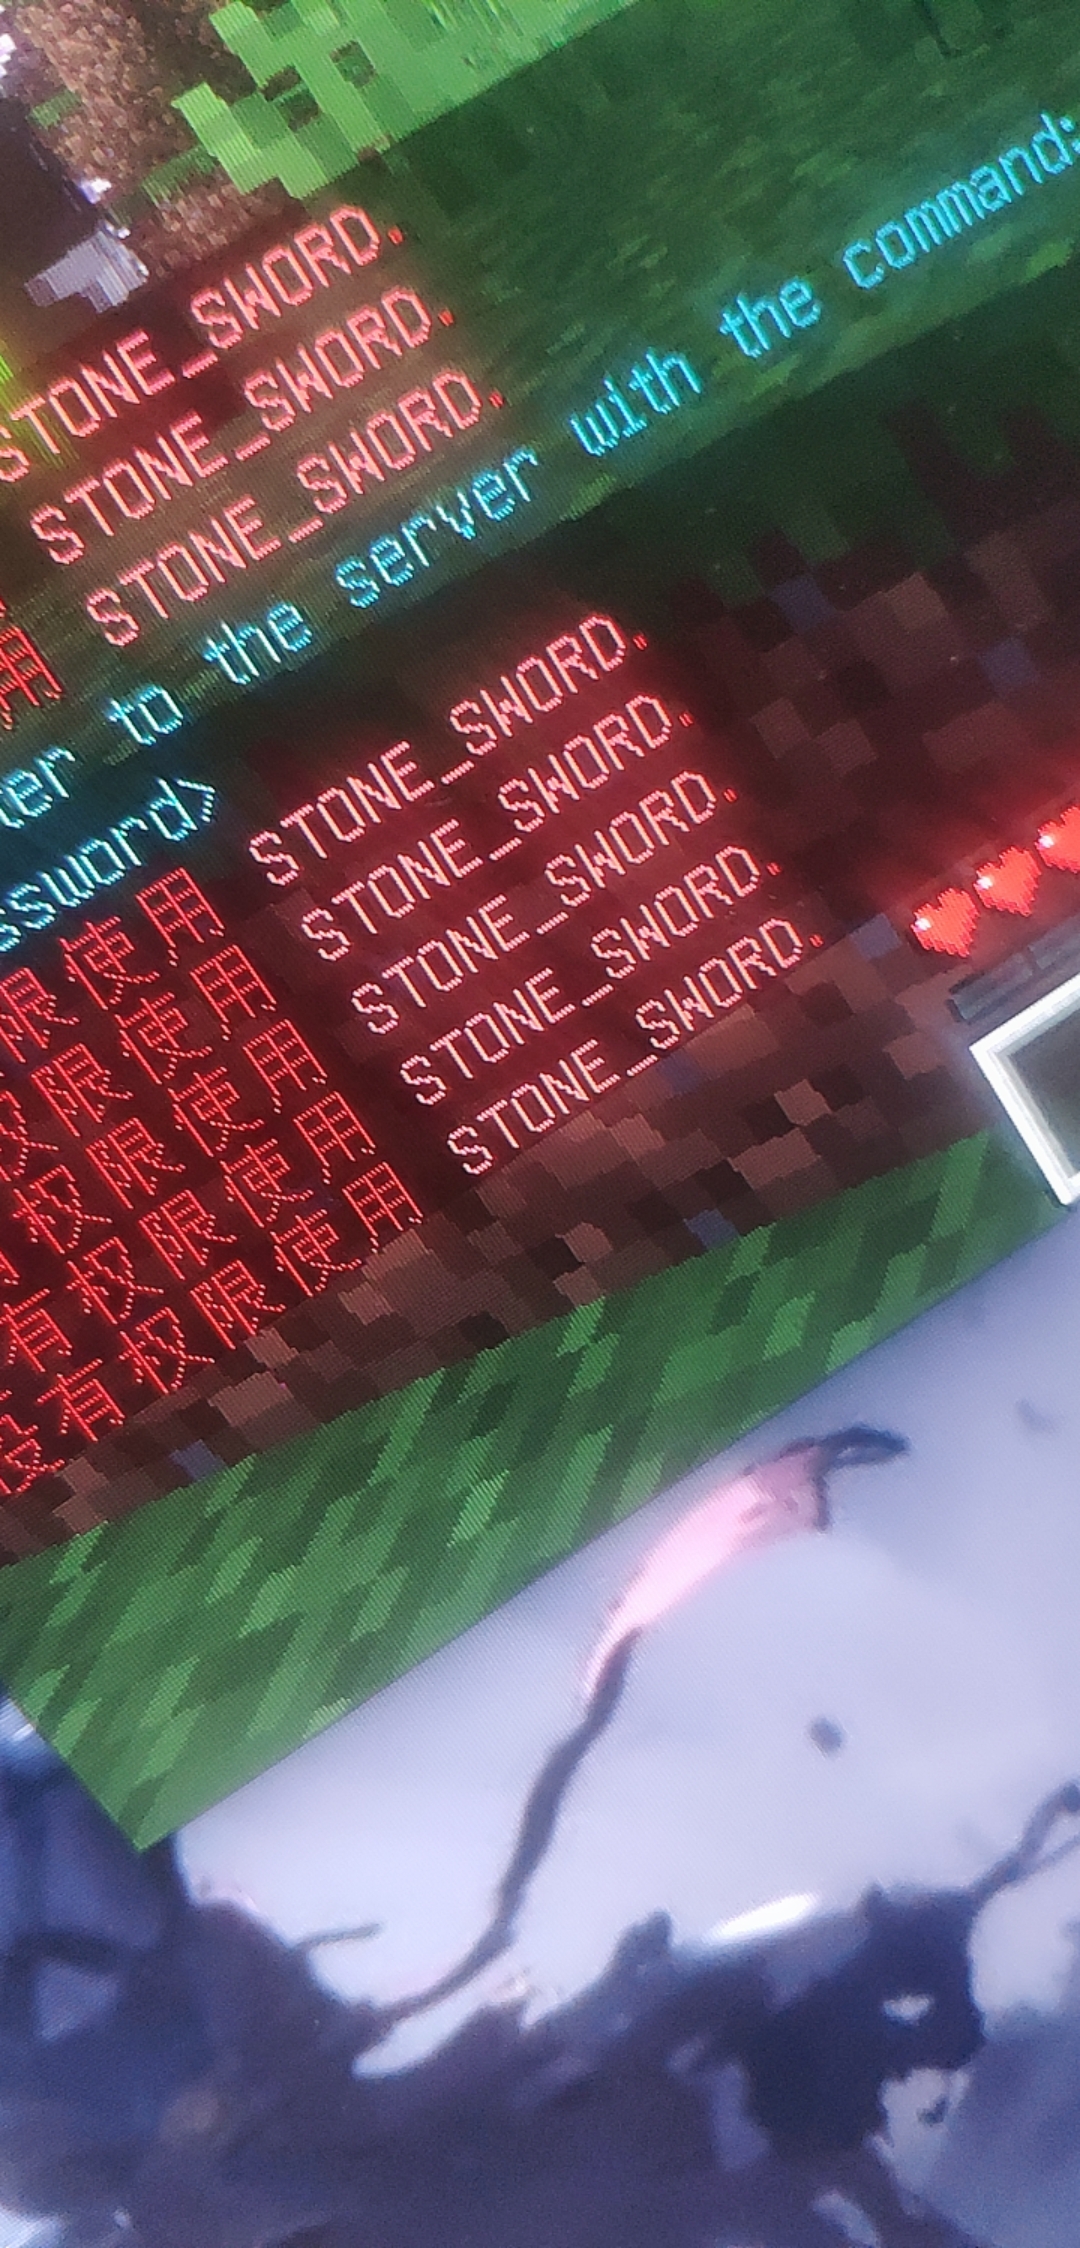 STONE_SWORD.
STONE_SWORD.
用 STONE_SWORD.
ter to the server with the command:
ssword>
限使用 STONE_SWORD.
权限使用 STONE_SWORD.
权限使用 STONE_SWORD.
有权限使用 STONE_SWORD.
没有权限使用 STONE_SWORD.